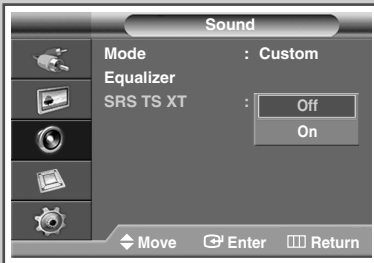 Sound
Mode : Custom
Equalizer
SRS TS XT : Off
On
Move Enter Return